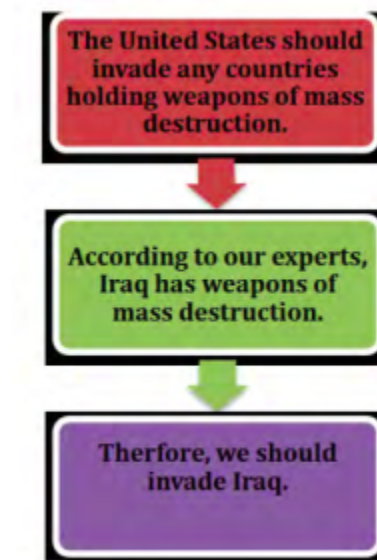 The United States should
invade any countries
holding weapons of mass
destruction.
According to our experts,
Iraq has weapons of
mass destruction.
Therfore, we should
invade Iraq.